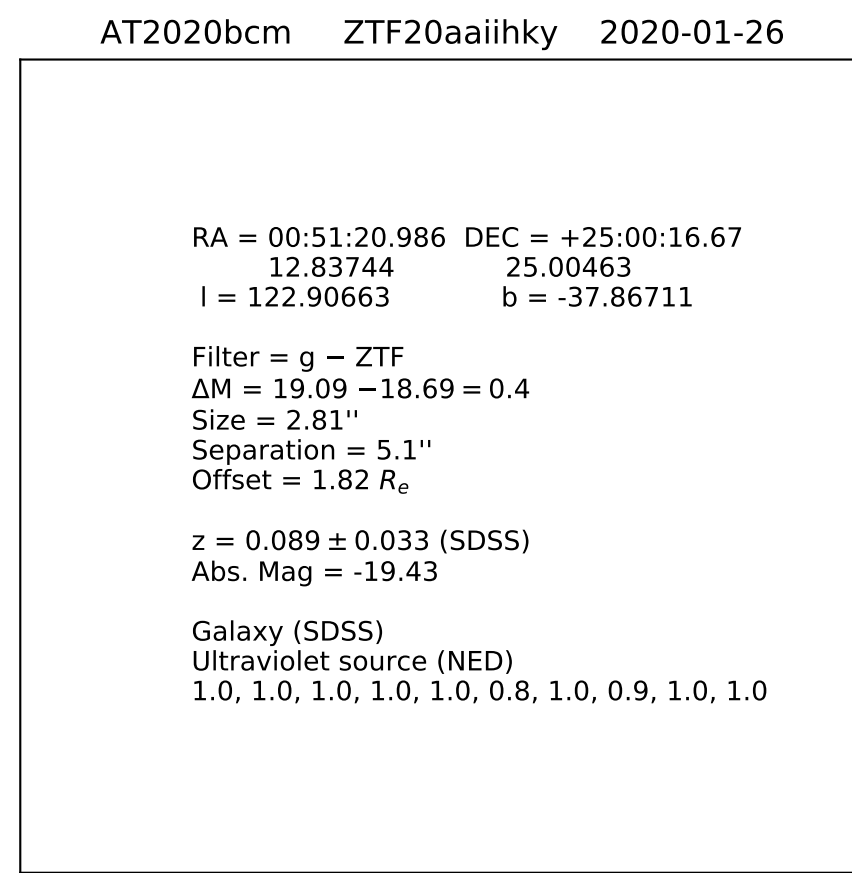 AT2020bcm ZTF20aaiihky 2020-01-26
RA = 00:51:20.986 DEC = +25:00:16.67
12.83744 25.00463
l = 122.90663 b = -37.86711
Filter = g − ZTF
ΔM = 19.09 −18.69 = 0.4
Size = 2.81''
Separation = 5.1''
Offset = 1.82 Re
z = 0.089 ± 0.033 (SDSS)
Abs. Mag = -19.43
Galaxy (SDSS)
Ultraviolet source (NED)
1.0, 1.0, 1.0, 1.0, 1.0, 0.8, 1.0, 0.9, 1.0, 1.0